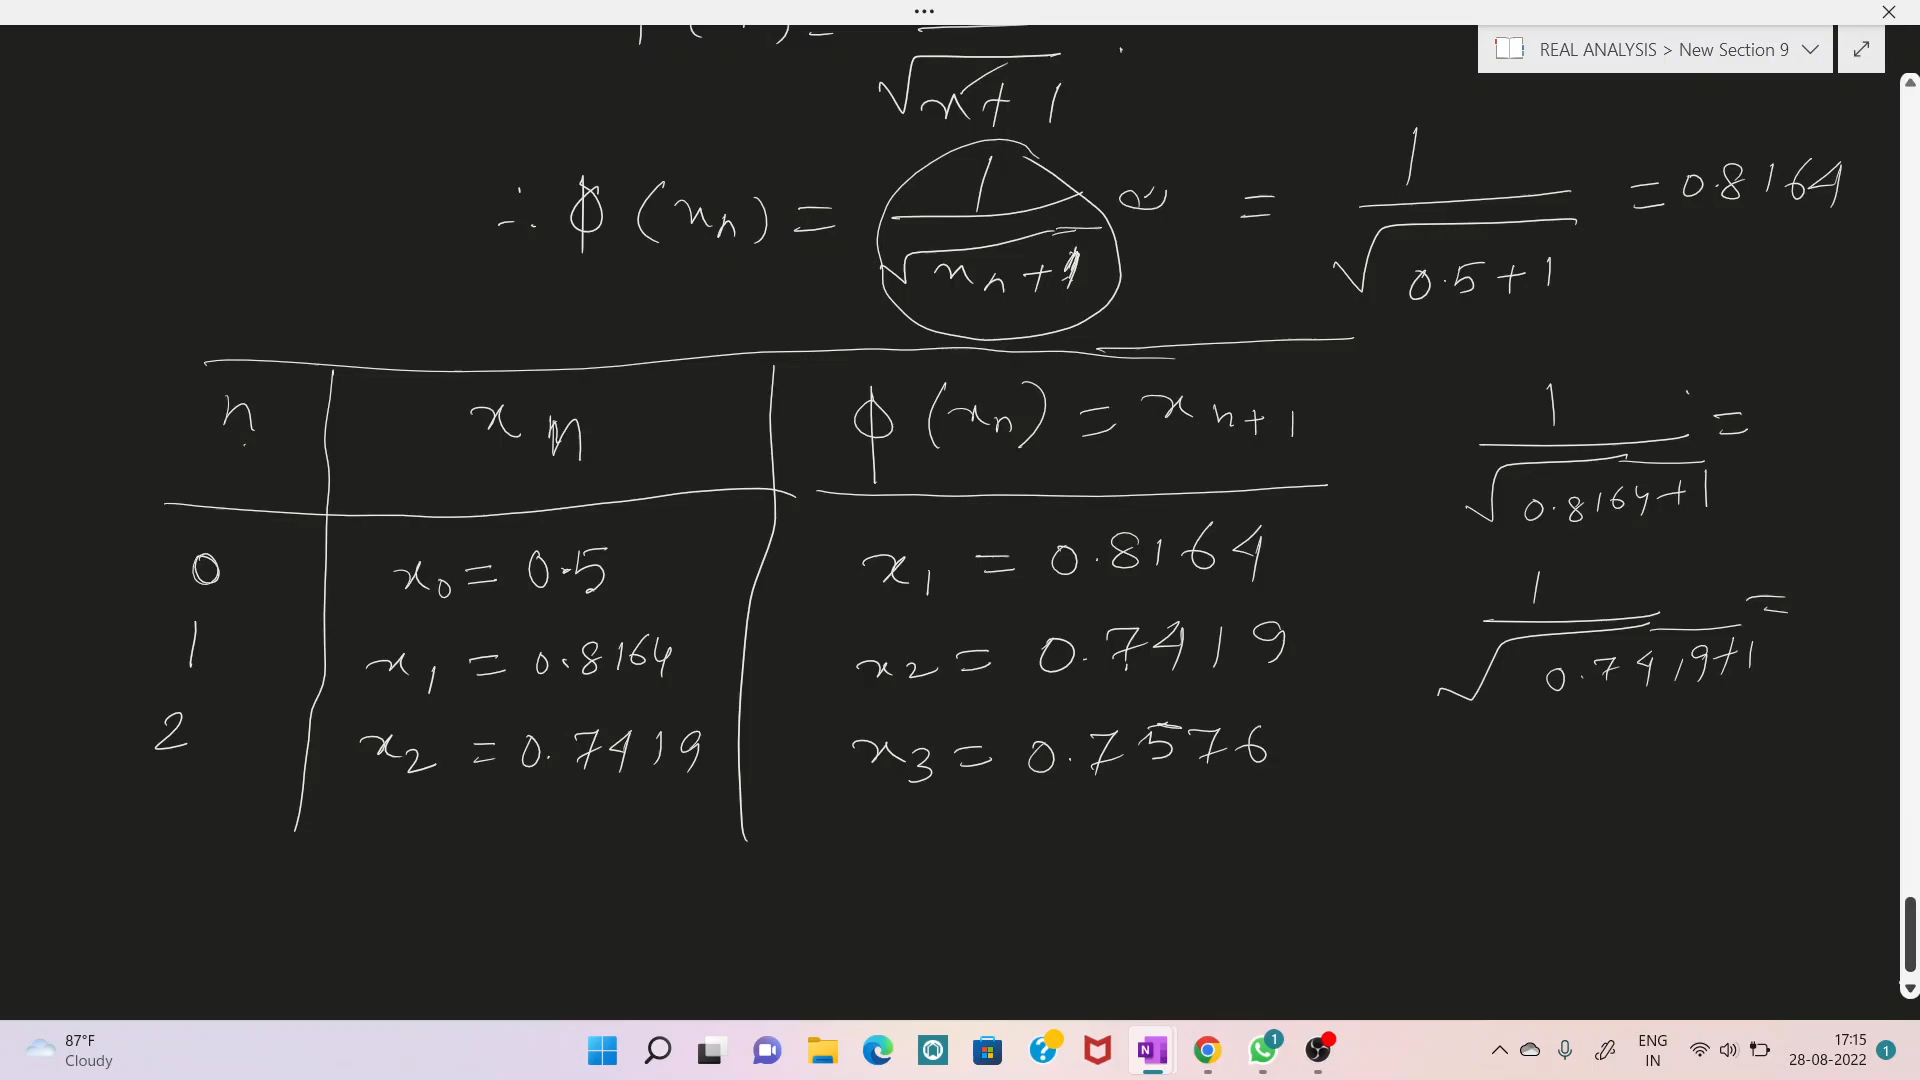 REAL ANALYSIS > New Section 9
√x+1
∴ ϕ(xn) = 1/√xn+1 = 1/√0.5+1 = 0.8164
n | xn | ϕ(xn) = xn+1
1/√0.8164+1 =
0 | x0 = 0.5 | x1 = 0.8164
1 | x1 = 0.8164 | x2 = 0.7419
1/√0.7419+1 =
2 | x2 = 0.7419 | x3 = 0.7576
87°F
Cloudy
1
ENG
IN
17:15
28-08-2022
1